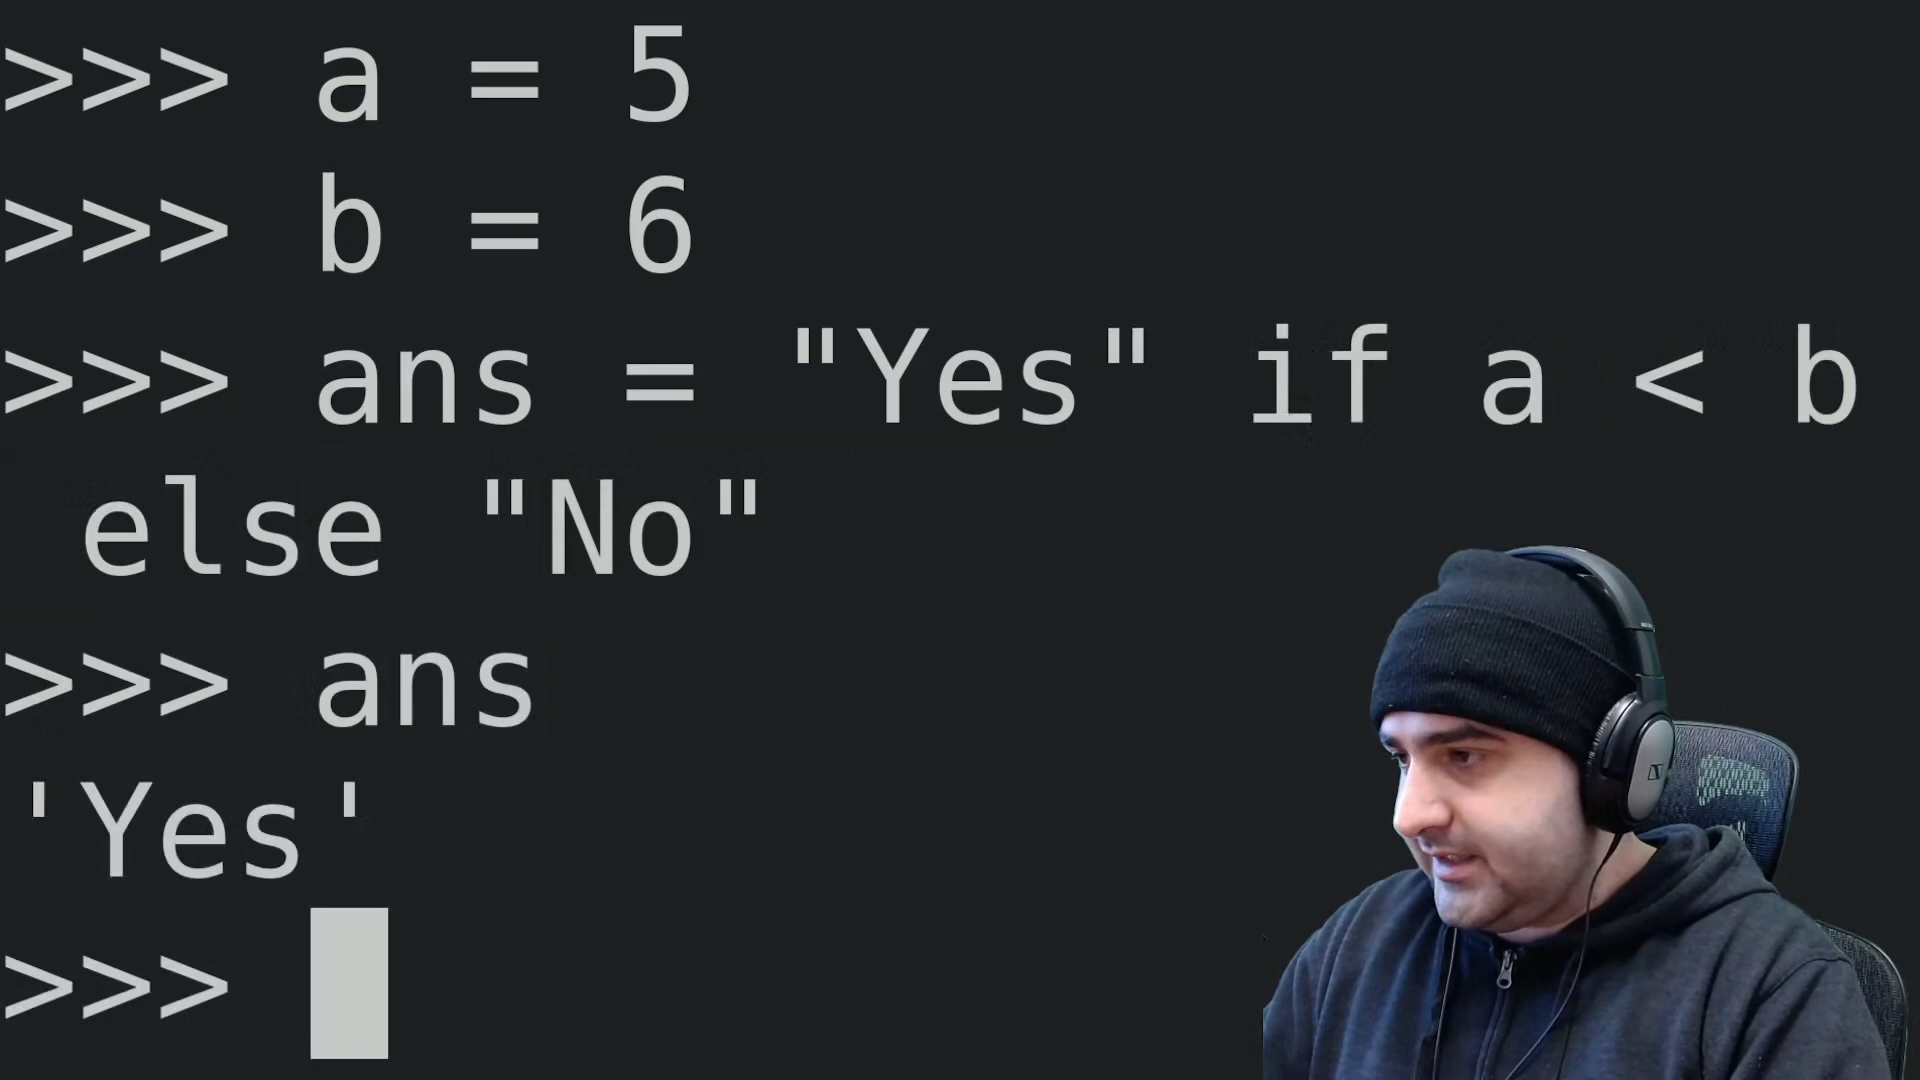 >>> a = 5
>>> b = 6
>>> ans = "Yes" if a < b
else "No"
>>> ans
'Yes'
>>>